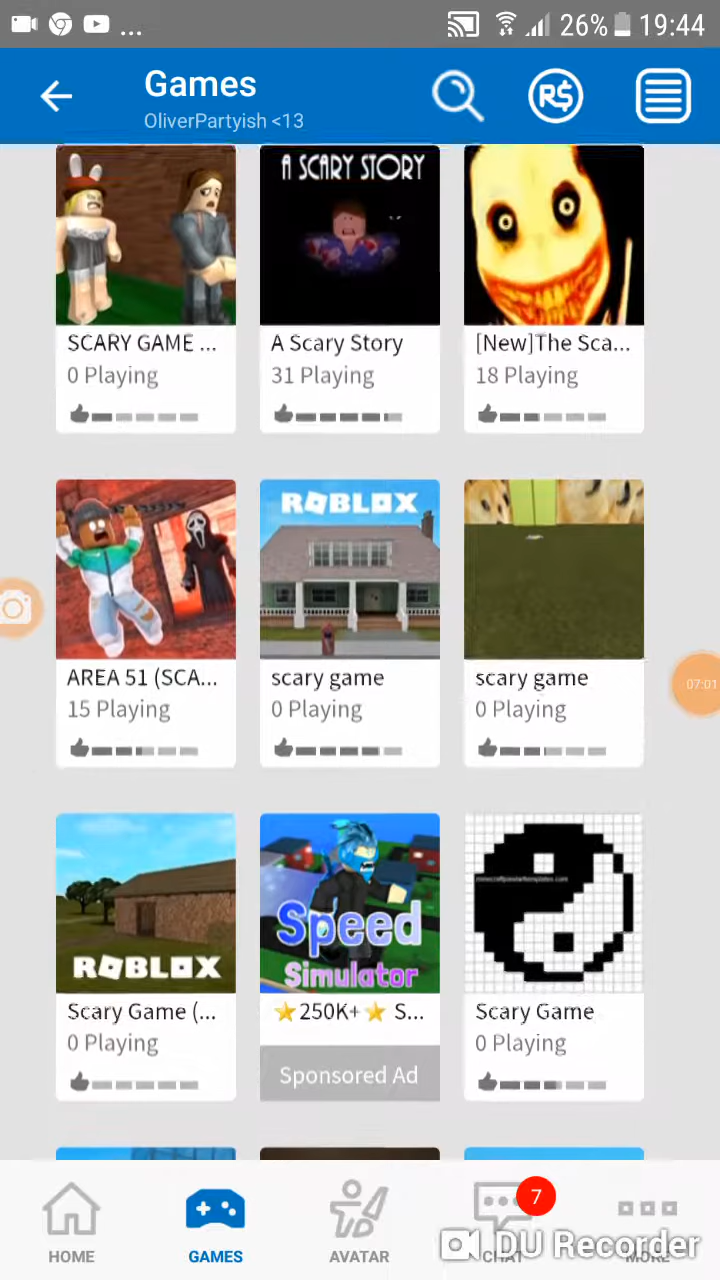 ... 26% 19:44
Games
OliverPartyish <13
R$
A SCARY STORY
SCARY GAME ...
0 Playing
A Scary Story
31 Playing
[New]The Sca...
18 Playing
ROBLOX
AREA 51 (SCA...
15 Playing
scary game
0 Playing
scary game
0 Playing
07:01
ROBLOX
Speed
Simulator
Scary Game (...
0 Playing
⭐250K+⭐ S...
Sponsored Ad
Scary Game
0 Playing
7
HOME
GAMES
AVATAR
CHAT
MORE
DU Recorder